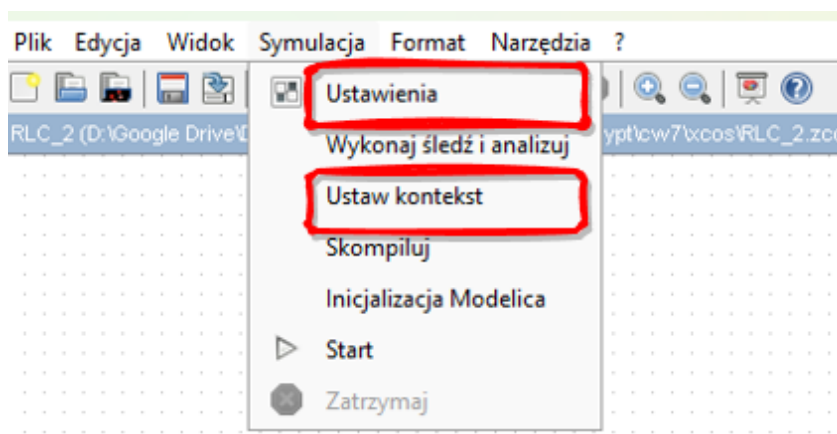 Plik Edycja Widok Symulacja Format Narzędzia ?
RLC_2 (D:\Google Drive\ ypt\cw7\xcos\RLC_2.zco
Ustawienia
Wykonaj śledź i analizuj
Ustaw kontekst
Skompiluj
Inicjalizacja Modelica
Start
Zatrzymaj